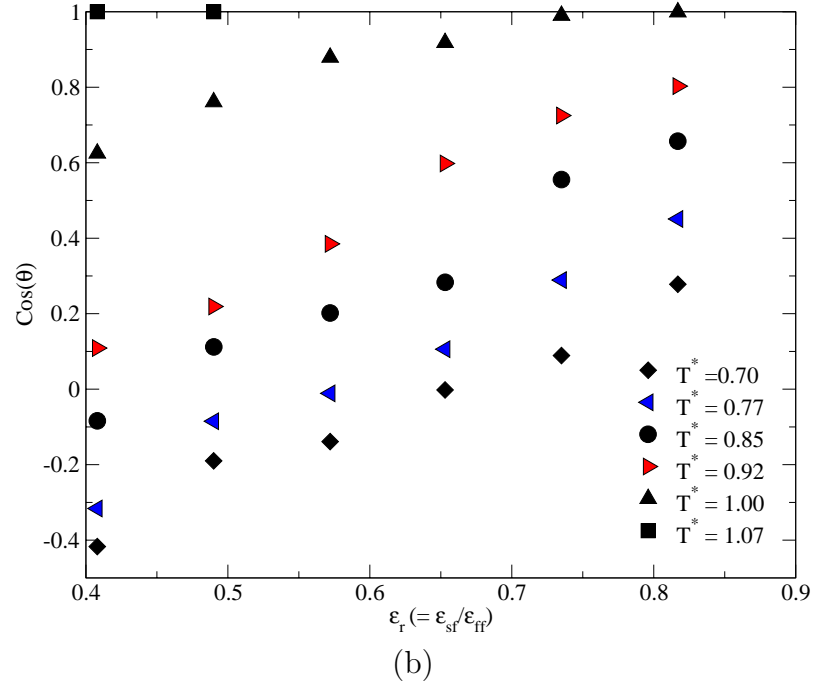 1
0.8
0.6
0.4
0.2
0
-0.2
-0.4
Cos(θ)
T* =0.70
T* = 0.77
T* = 0.85
T* = 0.92
T* = 1.00
T* = 1.07
0.4 0.5 0.6 0.7 0.8 0.9
εr (= εsf/εff)
(b)